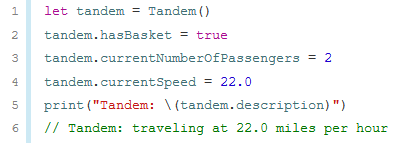 1 let tandem = Tandem()
2 tandem.hasBasket = true
3 tandem.currentNumberOfPassengers = 2
4 tandem.currentSpeed = 22.0
5 print("Tandem: \(tandem.description)")
6 // Tandem: traveling at 22.0 miles per hour